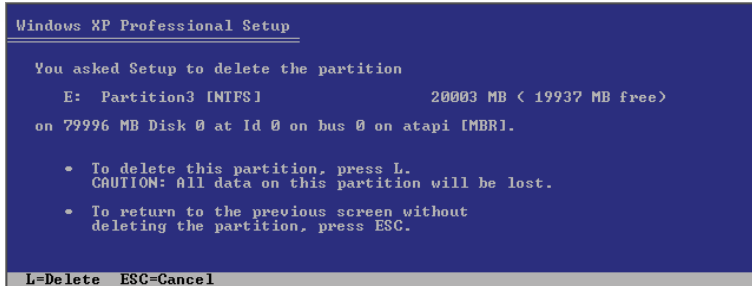 Windows XP Professional Setup
You asked Setup to delete the partition
E: Partition3 [NTFS] 20003 MB ( 19937 MB free)
on 79996 MB Disk 0 at Id 0 on bus 0 on atapi [MBR].
• To delete this partition, press L.
CAUTION: All data on this partition will be lost.
• To return to the previous screen without
deleting the partition, press ESC.
L=Delete ESC=Cancel